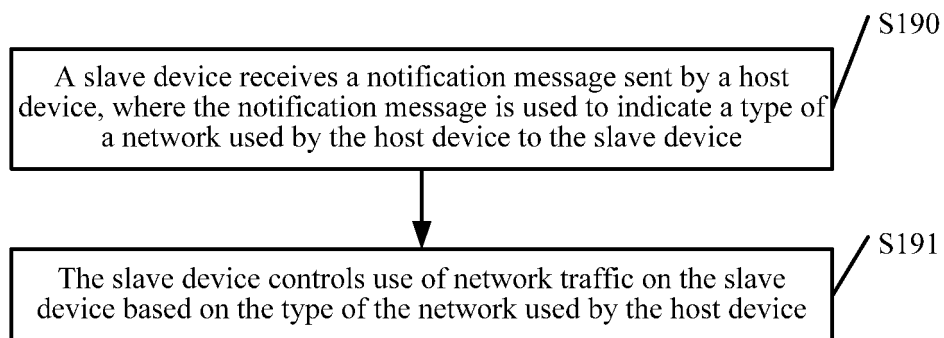 S190
A slave device receives a notification message sent by a host
device, where the notification message is used to indicate a type of
a network used by the host device to the slave device
S191
The slave device controls use of network traffic on the slave
device based on the type of the network used by the host device